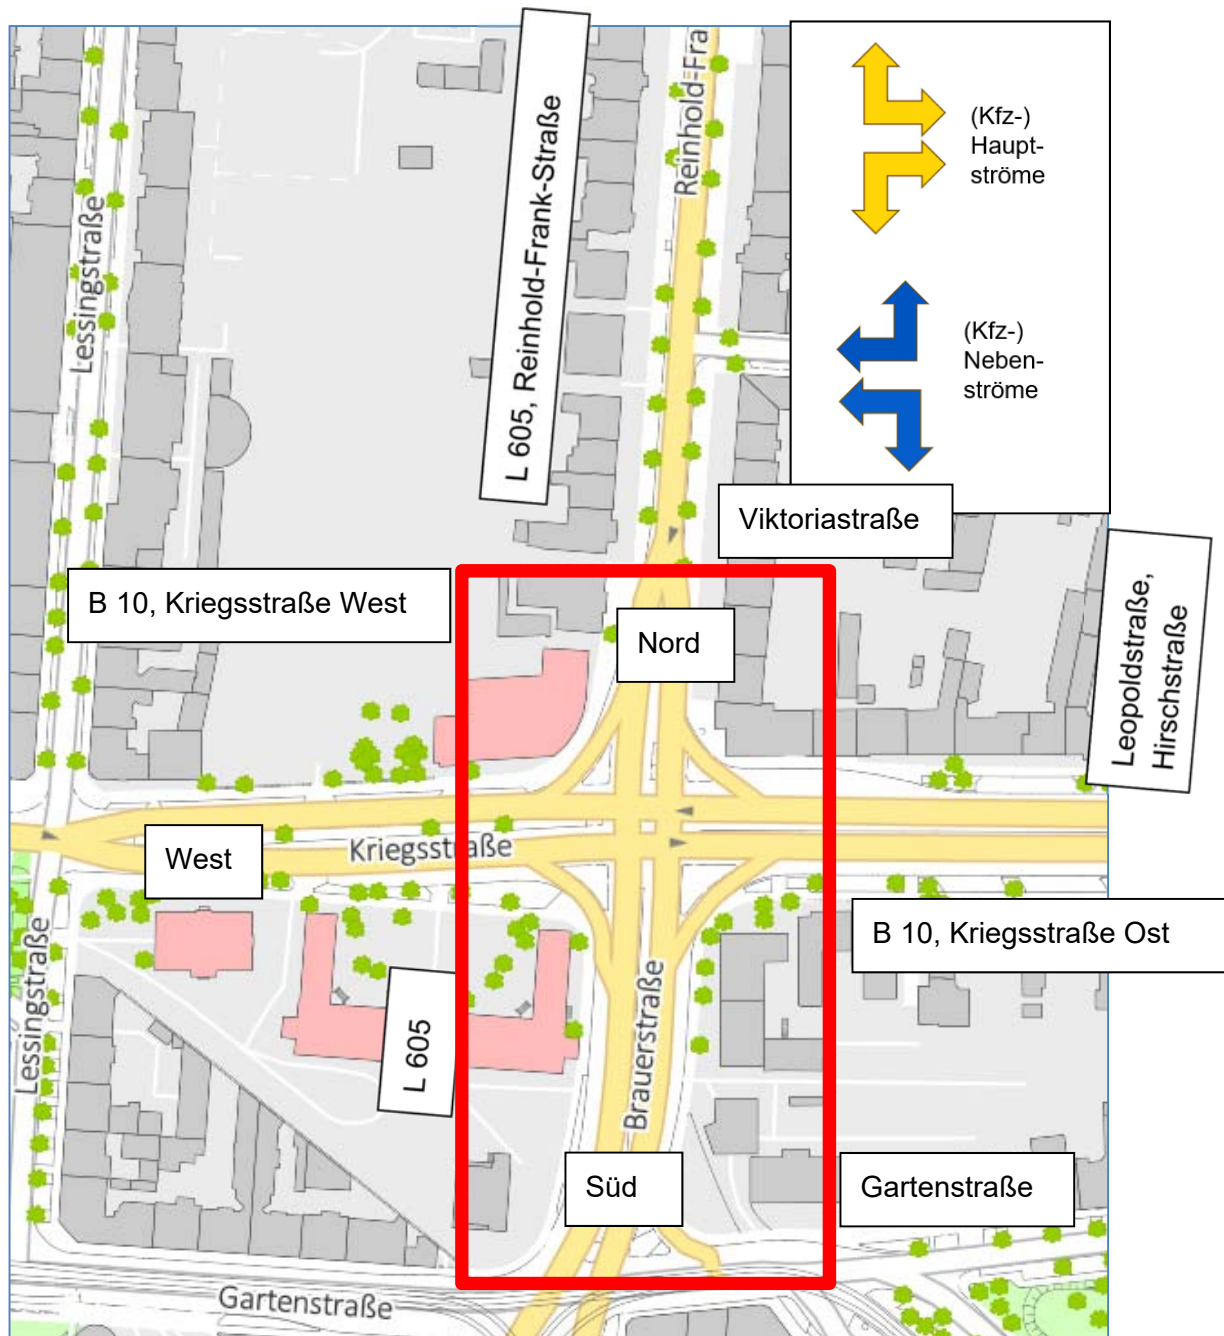 Reinhold-Fra
L 605, Reinhold-Frank-Straße
Lessingstraße
(Kfz-)
Haupt-
ströme
(Kfz-)
Neben-
ströme
Viktoriastraße
Leopoldstraße,
Hirschstraße
B 10, Kriegsstraße West
Nord
West
Kriegsstraße
B 10, Kriegsstraße Ost
Lessingstraße
L 605
Brauerstraße
Süd
Gartenstraße
Gartenstraße